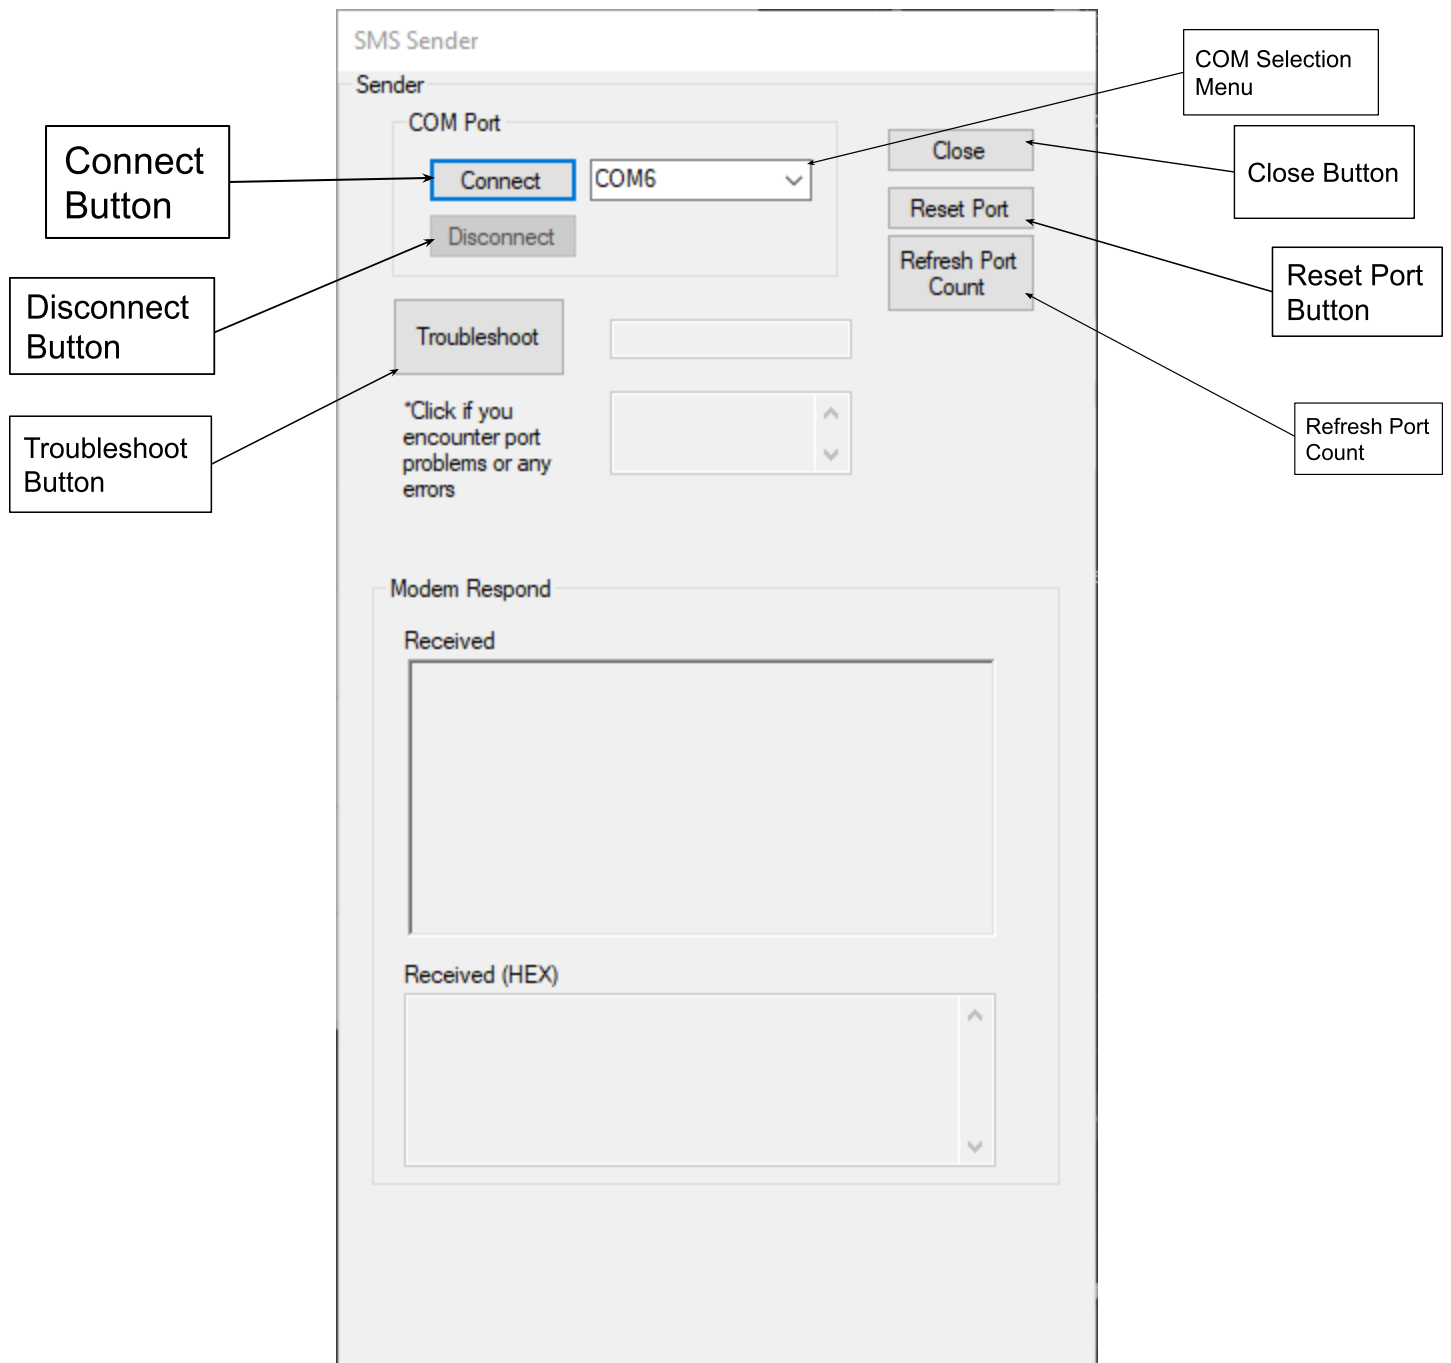 SMS Sender
Sender
COM Port
Connect
COM6
Disconnect
Close
Reset Port
Refresh Port
Count
Troubleshoot
*Click if you
encounter port
problems or any
errors
Modem Respond
Received
Received (HEX)
Connect
Button
Disconnect
Button
Troubleshoot
Button
COM Selection
Menu
Close Button
Reset Port
Button
Refresh Port
Count